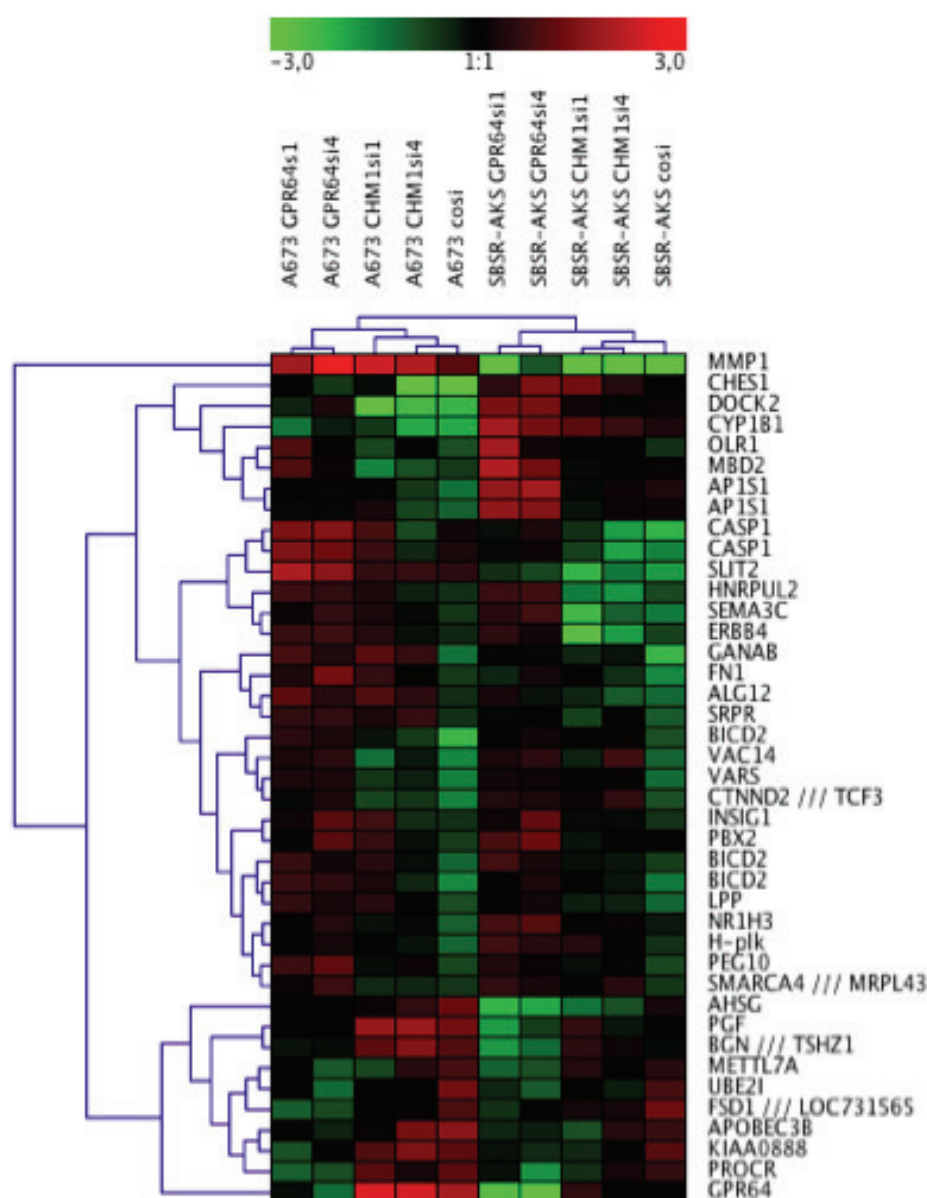 -3,0 1:1 3,0
A673 GPR64s1
A673 GPR64si4
A673 CHM1si1
A673 CHM1si4
A673 cosi
SBSR-AKS GPR64si1
SBSR-AKS GPR64si4
SBSR-AKS CHM1si1
SBSR-AKS CHM1si4
SBSR-AKS cosi
MMP1
CHES1
DOCK2
CYP1B1
OLR1
MBD2
AP1S1
AP1S1
CASP1
CASP1
SLIT2
HNRPUL2
SEMA3C
ERBB4
GANAB
FN1
ALG12
SRPR
BICD2
VAC14
VARS
CTNND2 /// TCF3
INSIG1
PBX2
BICD2
BICD2
LPP
NR1H3
H-plk
PEG10
SMARCA4 /// MRPL43
AHSG
PGF
BGN /// TSHZ1
METTL7A
UBE2I
FSD1 /// LOC731565
APOBEC3B
KIAA0888
PROCR
GPR64